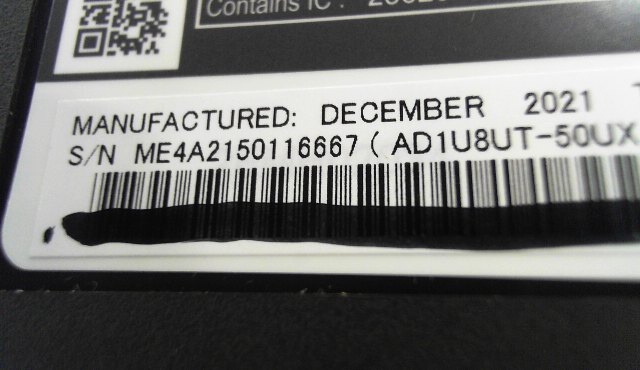 Contains IC :
MANUFACTURED: DECEMBER 2021
S/N ME4A2150116667 ( AD1U8UT-50UX